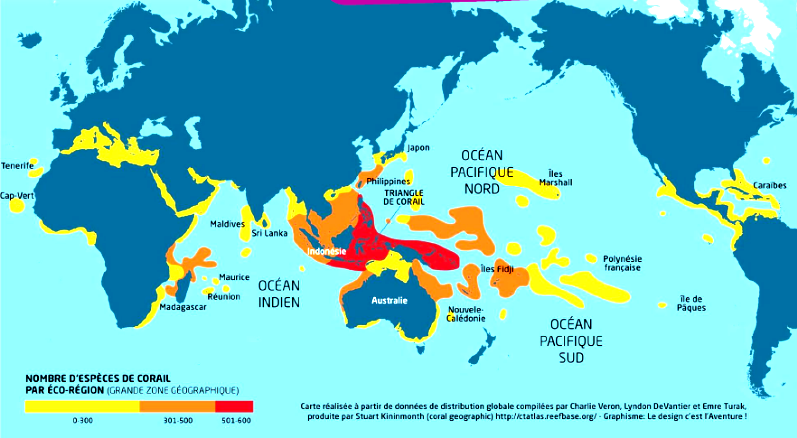 Japon
OCÉAN
PACIFIQUE
NORD
Îles
Marshall
Tenerife
Philippines
Caraïbes
Cap-Vert
TRIANGLE
DE CORAIL
Maldives
Sri Lanka
Indonésie
Îles Fidji
Polynésie
française
Maurice
Réunion
OCÉAN
INDIEN
Madagascar
Australie
Nouvele-
Calédonie
île de
Pâques
OCÉAN
PACIFIQUE
SUD
NOMBRE D'ESPÈCES DE CORAIL
PAR ÉCO-RÉGION (GRANDE ZONE GÉOGRAPHIQUE)
0-300 301-500 501-600
Carte réalisée à partir de données de distribution globale compilées par Charlie Veron, Lyndon DeVantier et Emre Turak,
produite par Stuart Kininmonth (coral geographic) http://ctatlas.reefbase.org/ - Graphisme: Le design c'est l'Aventure !